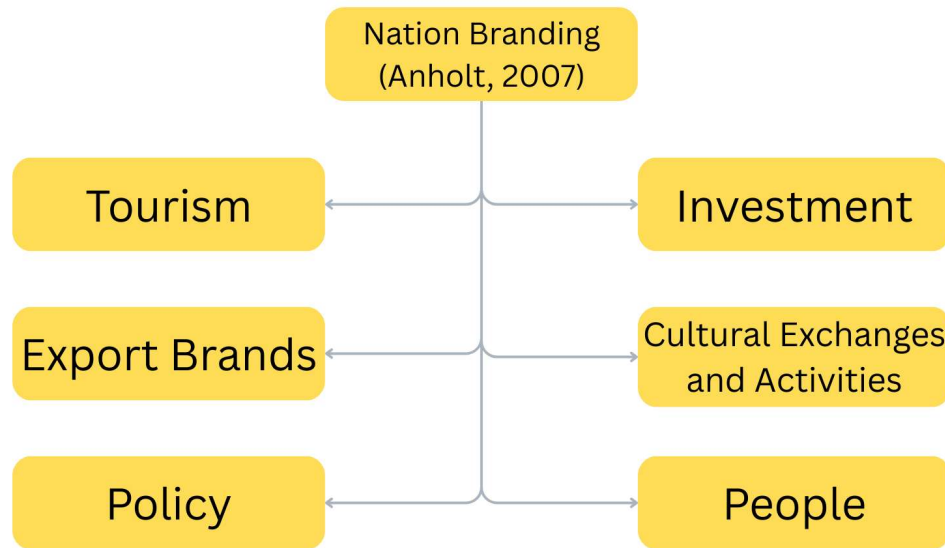 Nation Branding
(Anholt, 2007)
Tourism
Investment
Export Brands
Cultural Exchanges
and Activities
Policy
People